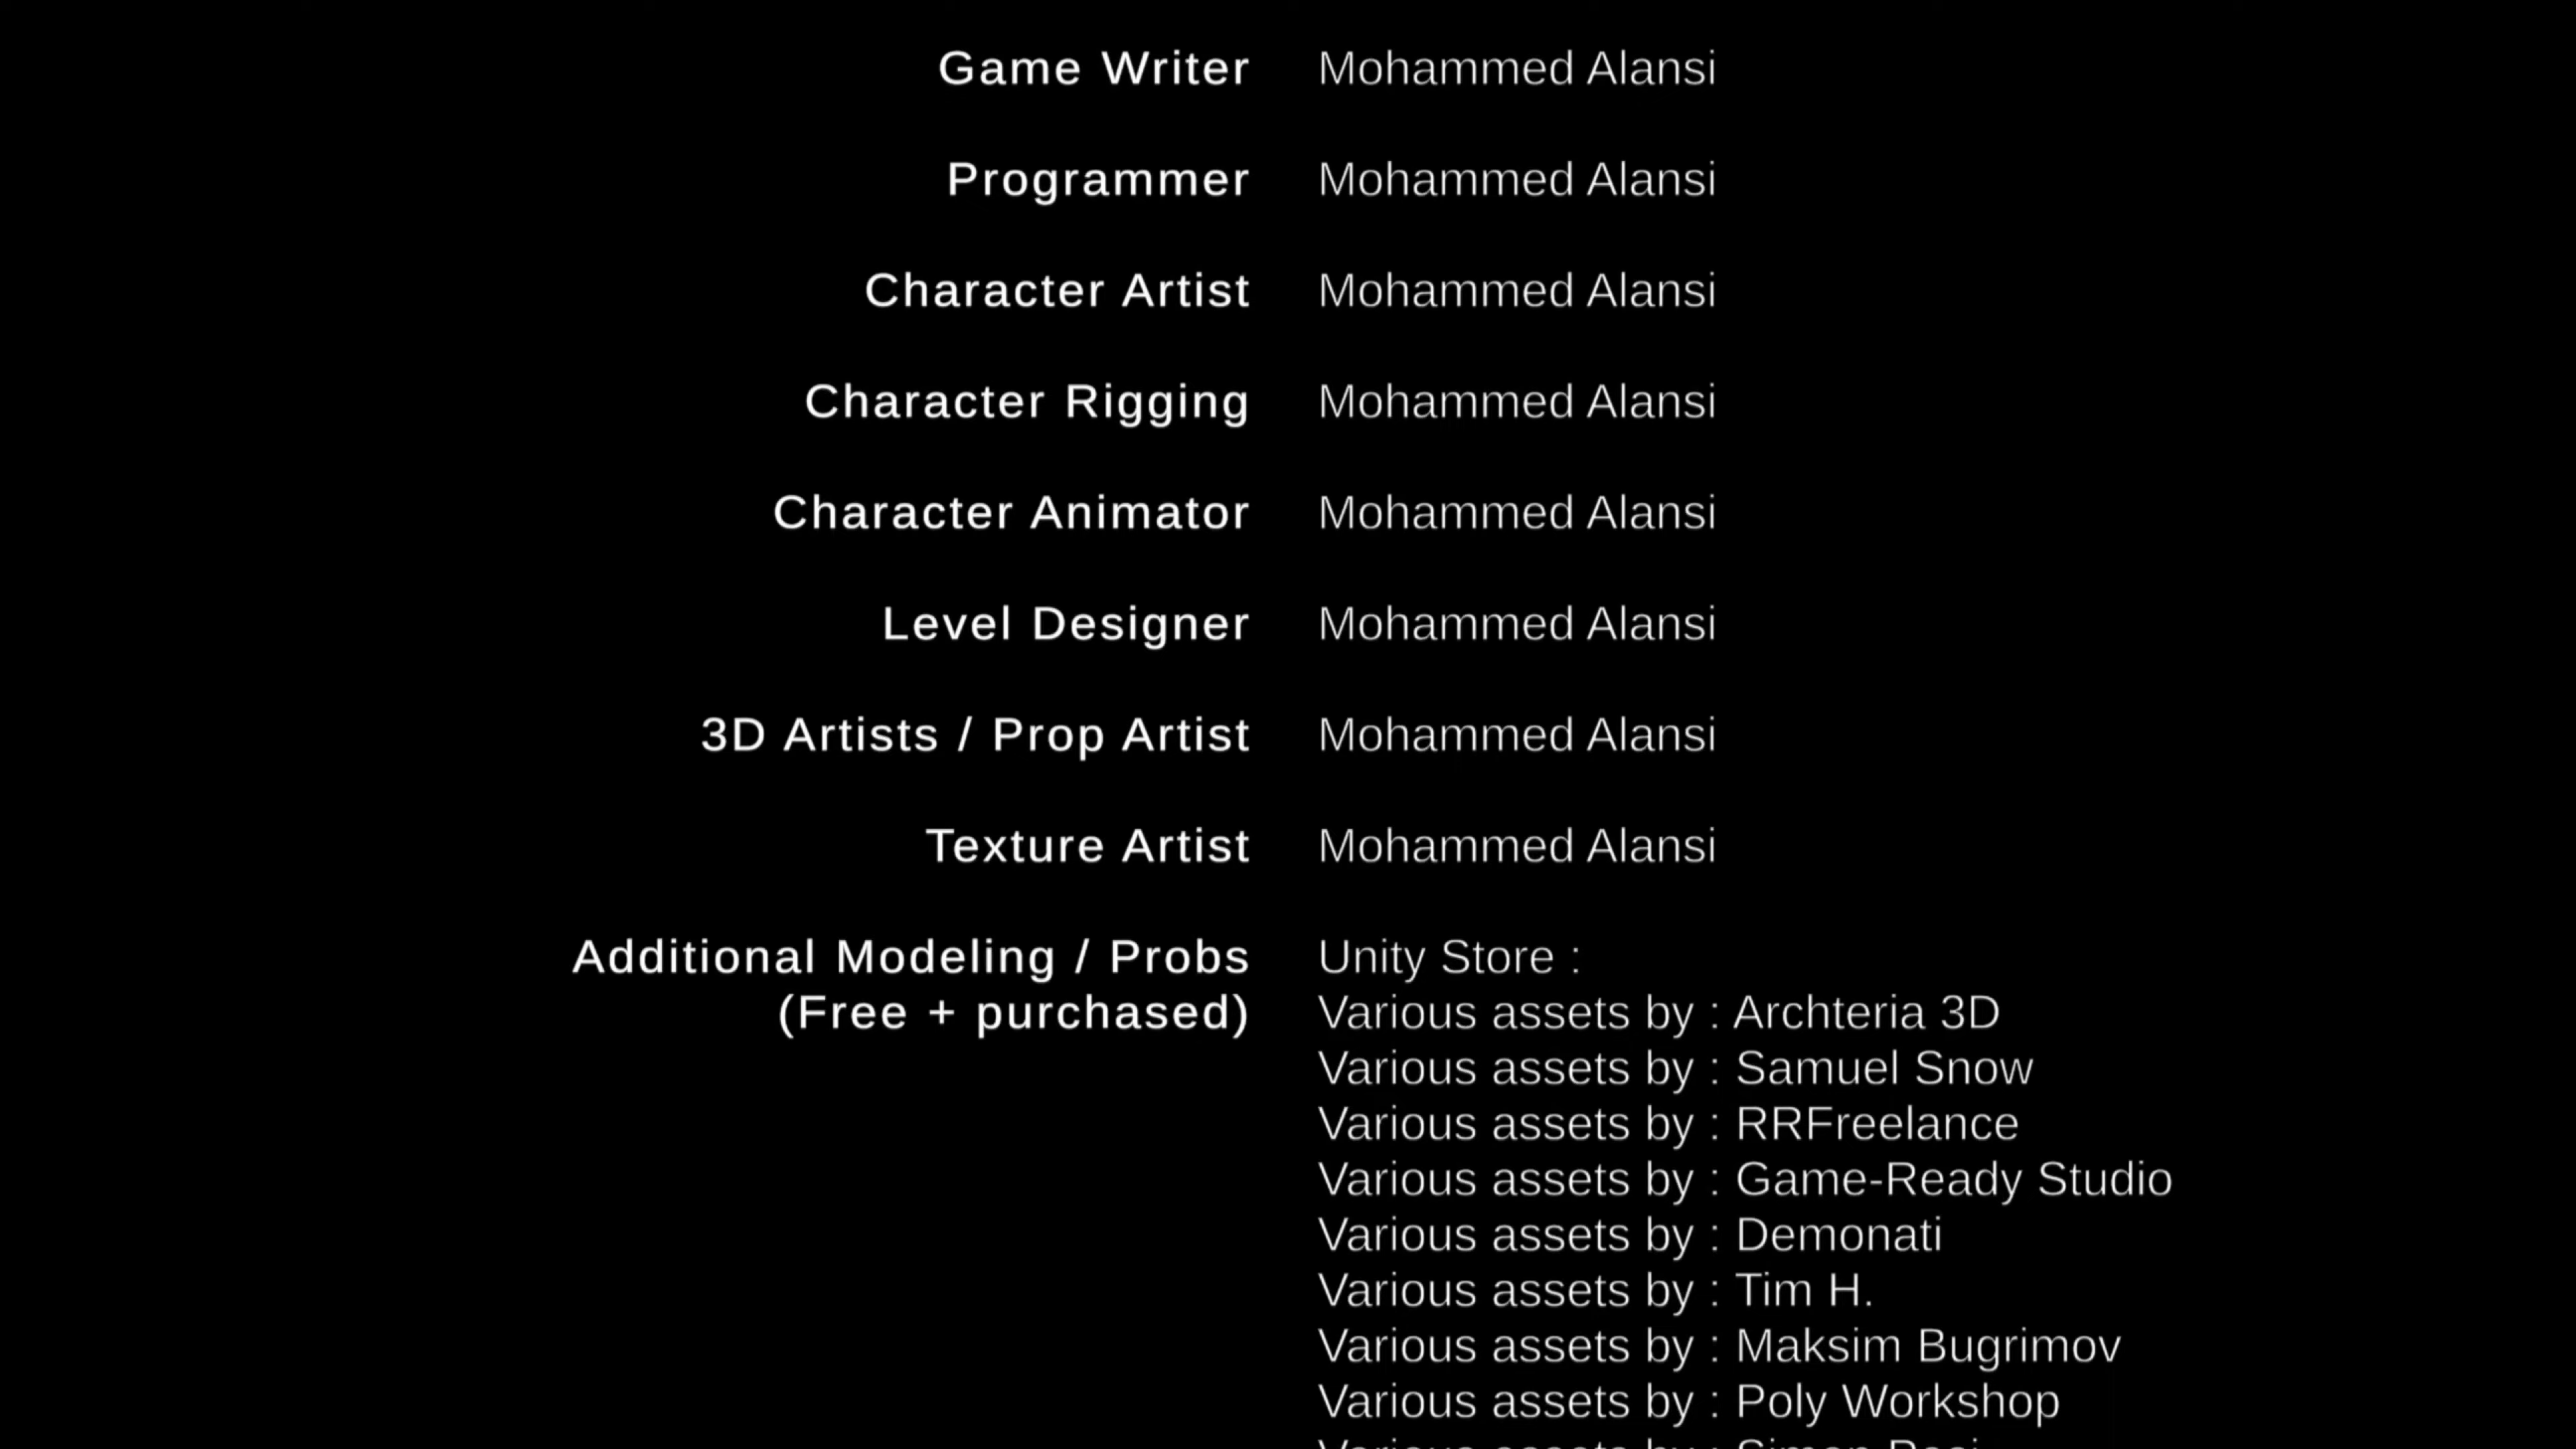 Game Writer Mohammed Alansi
Programmer Mohammed Alansi
Character Artist Mohammed Alansi
Character Rigging Mohammed Alansi
Character Animator Mohammed Alansi
Level Designer Mohammed Alansi
3D Artists / Prop Artist Mohammed Alansi
Texture Artist Mohammed Alansi
Additional Modeling / Probs Unity Store :
(Free + purchased) Various assets by : Archteria 3D
Various assets by : Samuel Snow
Various assets by : RRFreelance
Various assets by : Game-Ready Studio
Various assets by : Demonati
Various assets by : Tim H.
Various assets by : Maksim Bugrimov
Various assets by : Poly Workshop
Various assets by : Simon